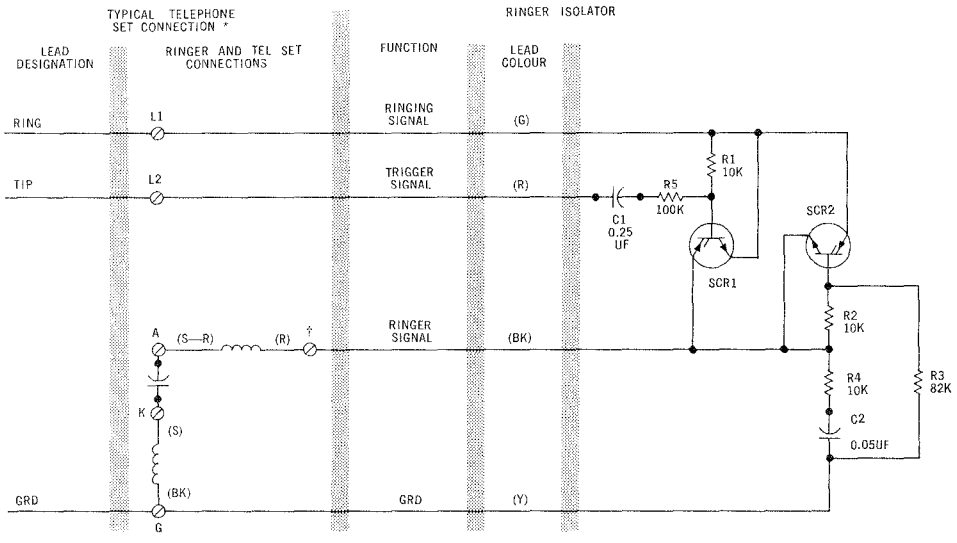 TYPICAL TELEPHONE
SET CONNECTION *
RINGER ISOLATOR
LEAD
DESIGNATION
RINGER AND TEL SET
CONNECTIONS
FUNCTION
LEAD
COLOUR
RING
L1
RINGING
SIGNAL
(G)
R1
10K
TIP
L2
TRIGGER
SIGNAL
(R)
R5
100K
C1
0.25
UF
SCR1
SCR2
A
(S—R)
(R)
†
RINGER
SIGNAL
(BK)
R2
10K
R4
10K
R3
82K
K
(S)
C2
0.05UF
(BK)
GRD
G
GRD
(Y)